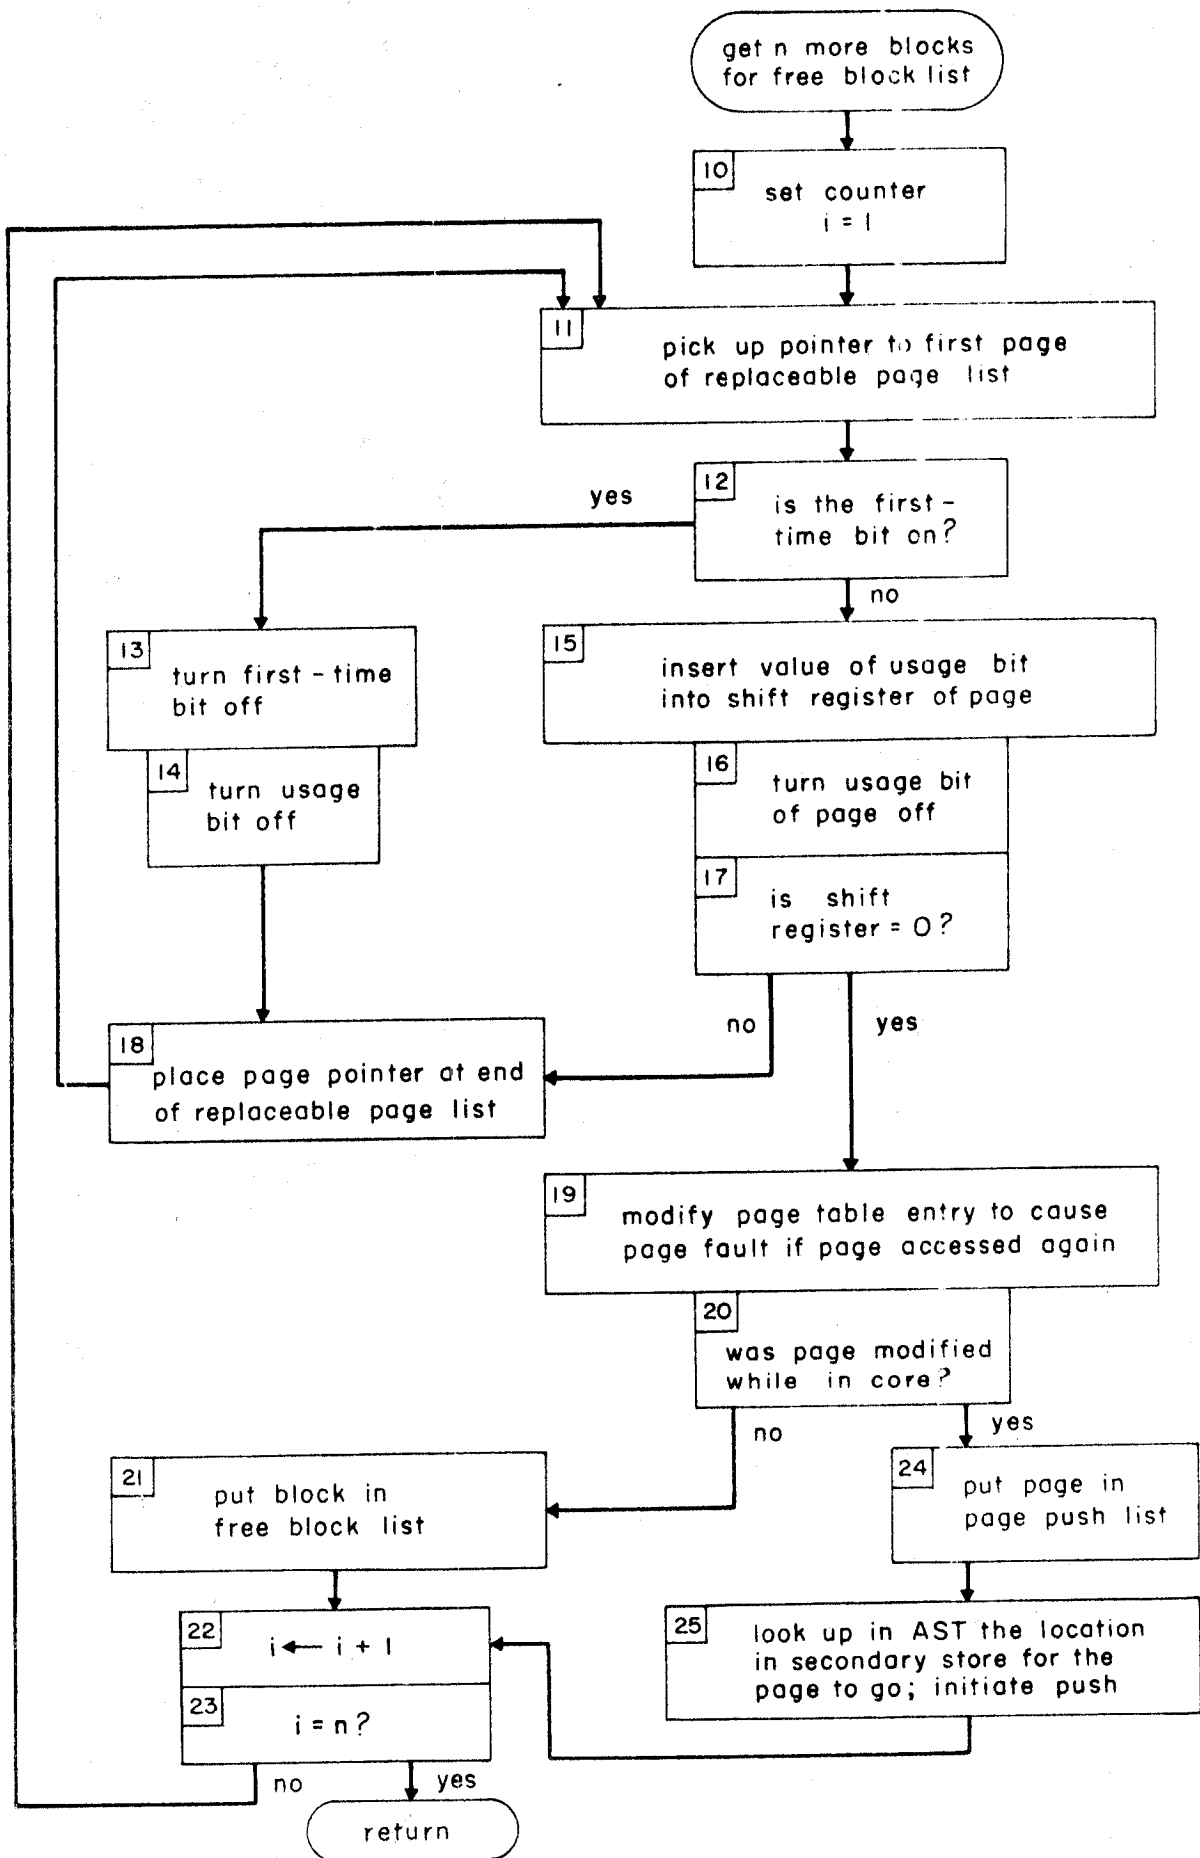 get n more blocks
for free block list
10
set counter
i = 1
11
pick up pointer to first page
of replaceable page list
12
is the first-
time bit on?
yes
no
13
turn first-time
bit off
14
turn usage
bit off
15
insert value of usage bit
into shift register of page
16
turn usage bit
of page off
17
is shift
register = 0?
no
yes
18
place page pointer at end
of replaceable page list
19
modify page table entry to cause
page fault if page accessed again
20
was page modified
while in core?
no
yes
21
put block in
free block list
24
put page in
page push list
22
i ← i + 1
23
i = n?
25
look up in AST the location
in secondary store for the
page to go; initiate push
no
yes
return